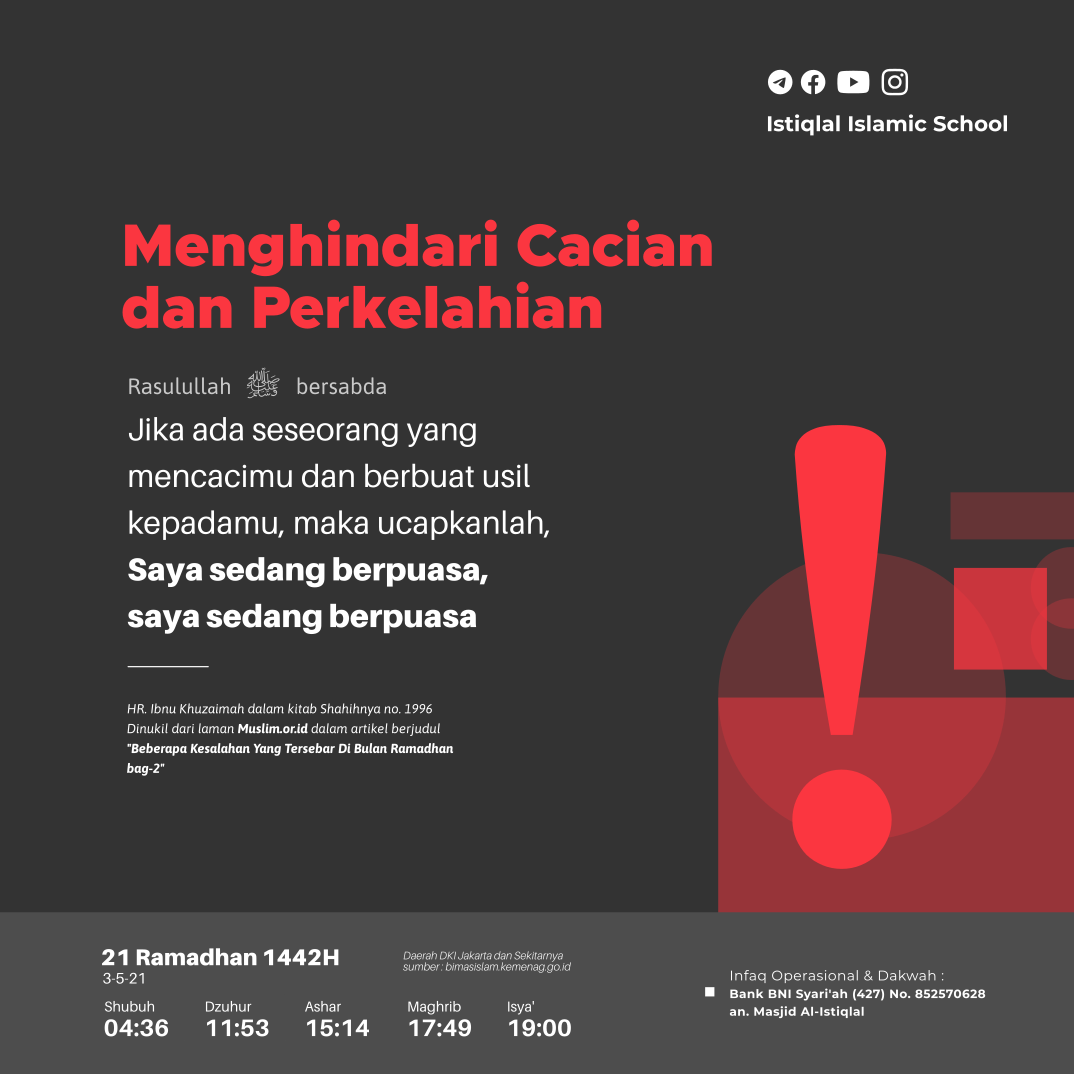 Istiqlal Islamic School
Menghindari Cacian
dan Perkelahian
Rasulullah ﷺ bersabda
Jika ada seseorang yang
mencacimu dan berbuat usil
kepadamu, maka ucapkanlah,
Saya sedang berpuasa,
saya sedang berpuasa
HR. Ibnu Khuzaimah dalam kitab Shahihnya no. 1996
Dinukil dari laman Muslim.or.id dalam artikel berjudul
"Beberapa Kesalahan Yang Tersebar Di Bulan Ramadhan
bag-2"
21 Ramadhan 1442H
3-5-21
Daerah DKI Jakarta dan Sekitarnya
sumber : bimasislam.kemenag.go.id
Shubuh Dzuhur Ashar Maghrib Isya'
04:36 11:53 15:14 17:49 19:00
Infaq Operasional & Dakwah :
Bank BNI Syari'ah (427) No. 852570628
an. Masjid Al-Istiqlal